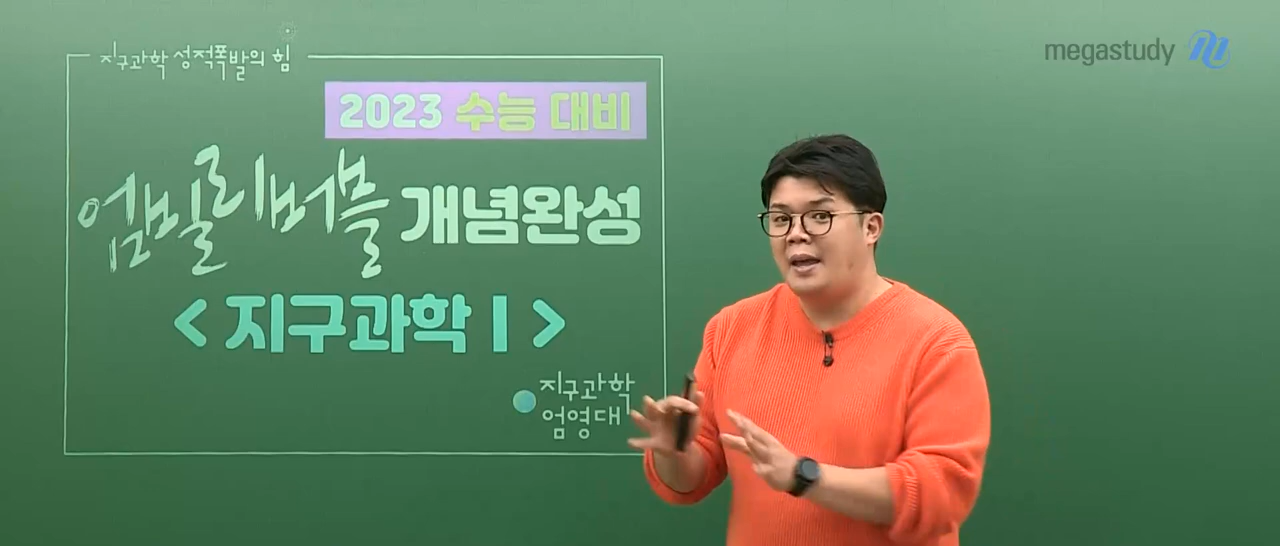 지구과학 성적폭발의 힘
megastudy
2023 수능 대비
엄빌리버블 개념완성
< 지구과학 I >
지구과학
엄영대